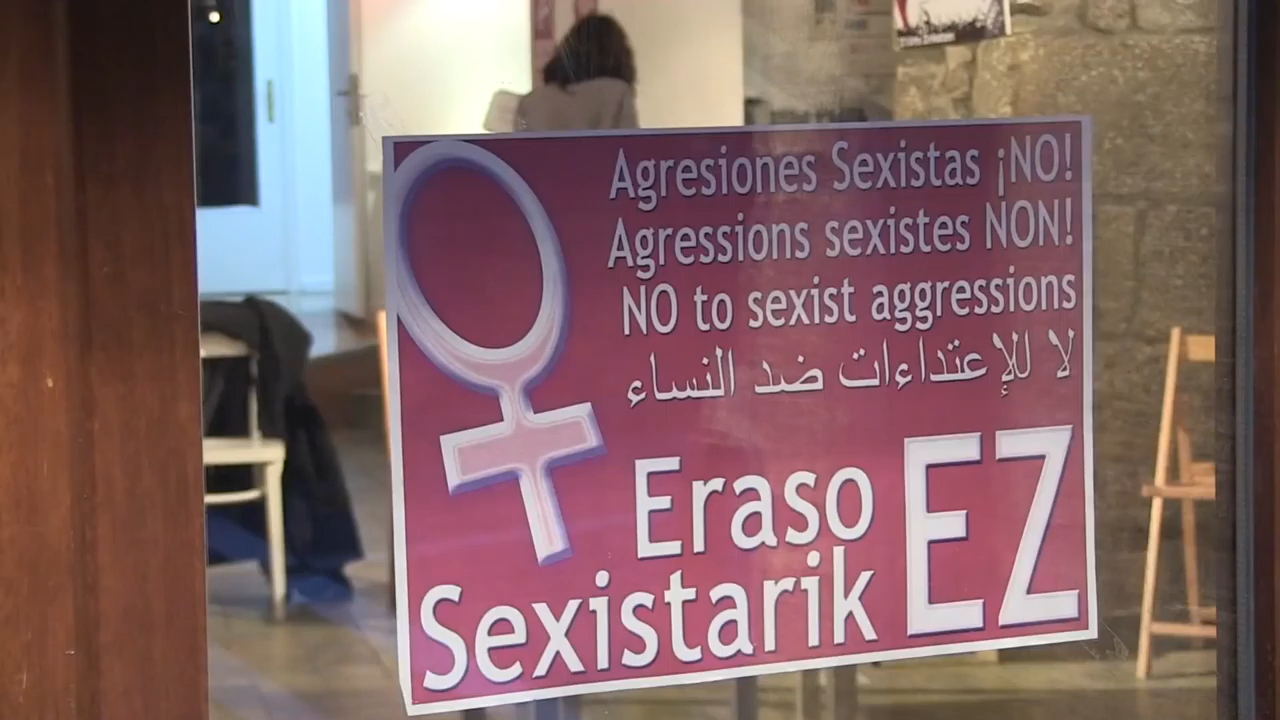 Agresiones Sexistas ¡NO!
Agressions sexistes NON!
NO to sexist aggressions
لا للإعتداءات ضد النساء
Eraso
Sexistarik EZ